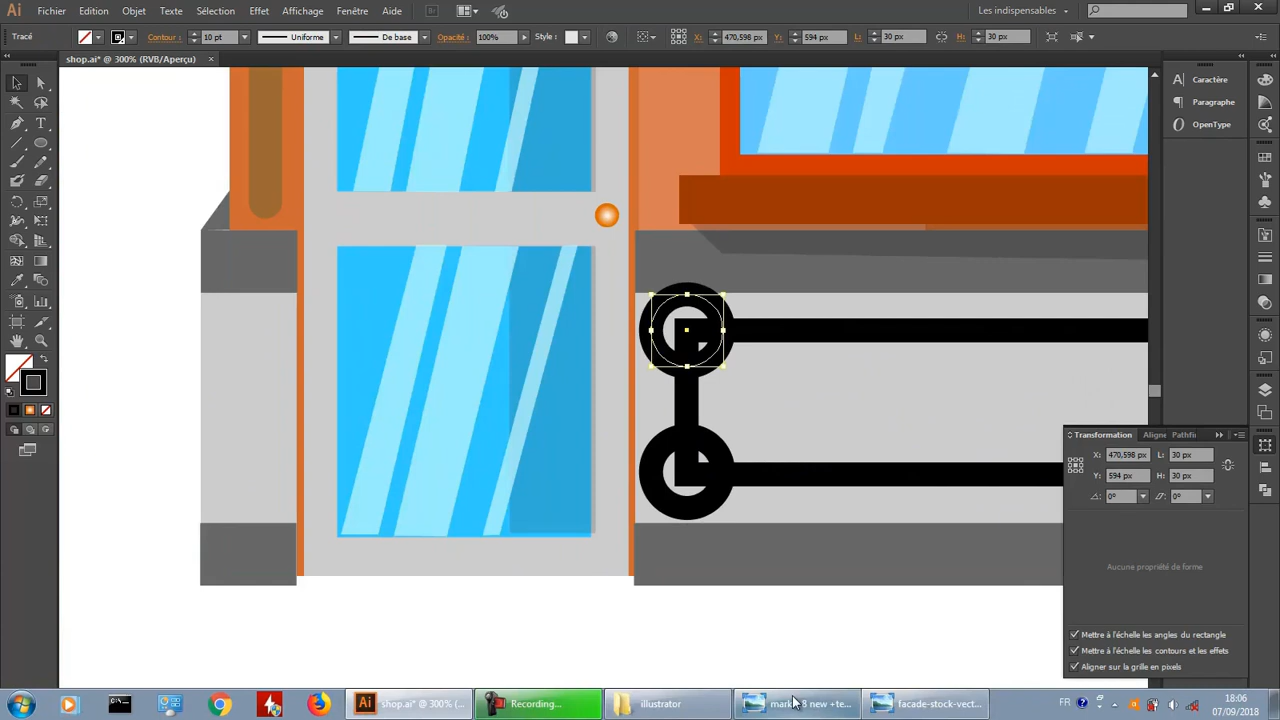 Ai Fichier Edition Objet Texte Sélection Effet Affichage Fenêtre Aide Br Les indispensables
Tracé Contour : 10 pt Uniforme De base Opacité: 100% Style : X: 470,598 px Y: 594 px L: 30 px H: 30 px
shop.ai* @ 300% (RVB/Aperçu) ×
Caractère
Paragraphe
OpenType
Transformation Aligne Pathfi
X: 470,598 px L: 30 px
Y: 594 px H: 30 px
0° 0°
Aucune propriété de forme
Mettre à l'échelle les angles du rectangle
Mettre à l'échelle les contours et les effets
Aligner sur la grille en pixels
Ai shop.ai* @ 300% (... Recording... illustrator facade-stock-vect... FR 18:06
07/09/2018